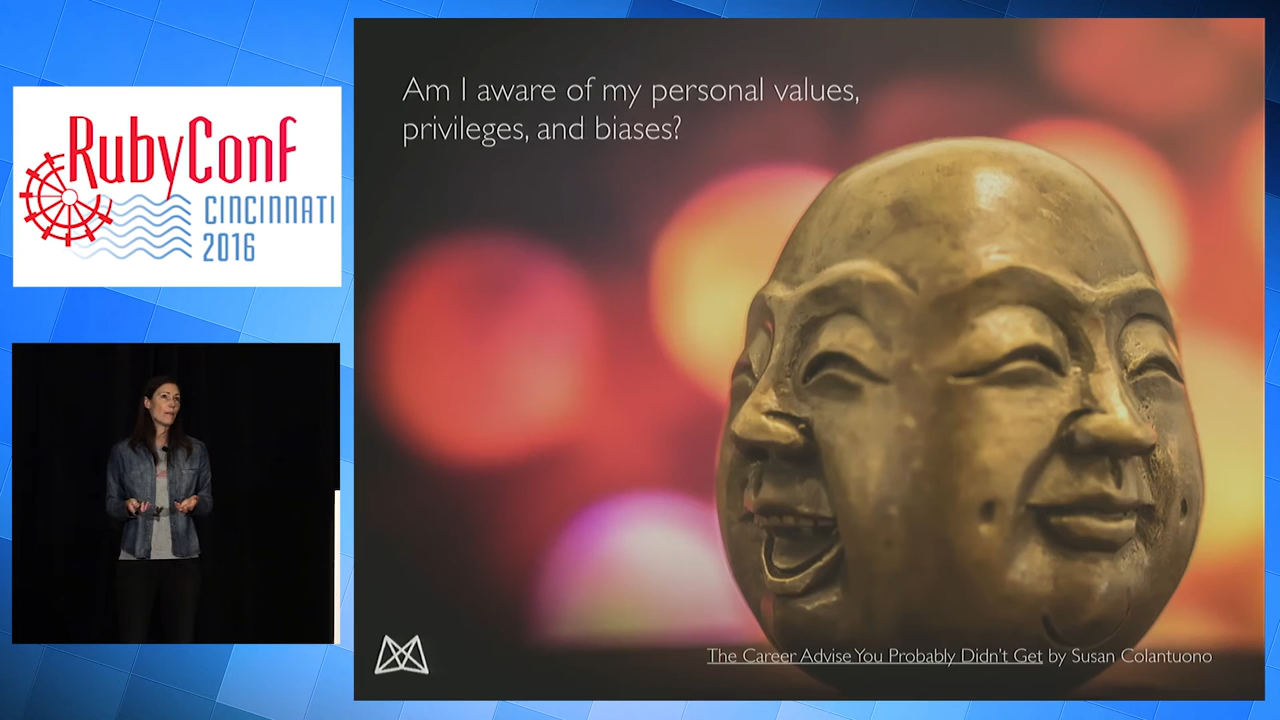 RubyConf
CINCINNATI
2016
Am I aware of my personal values,
privileges, and biases?
The Career Advise You Probably Didn't Get by Susan Colantuono